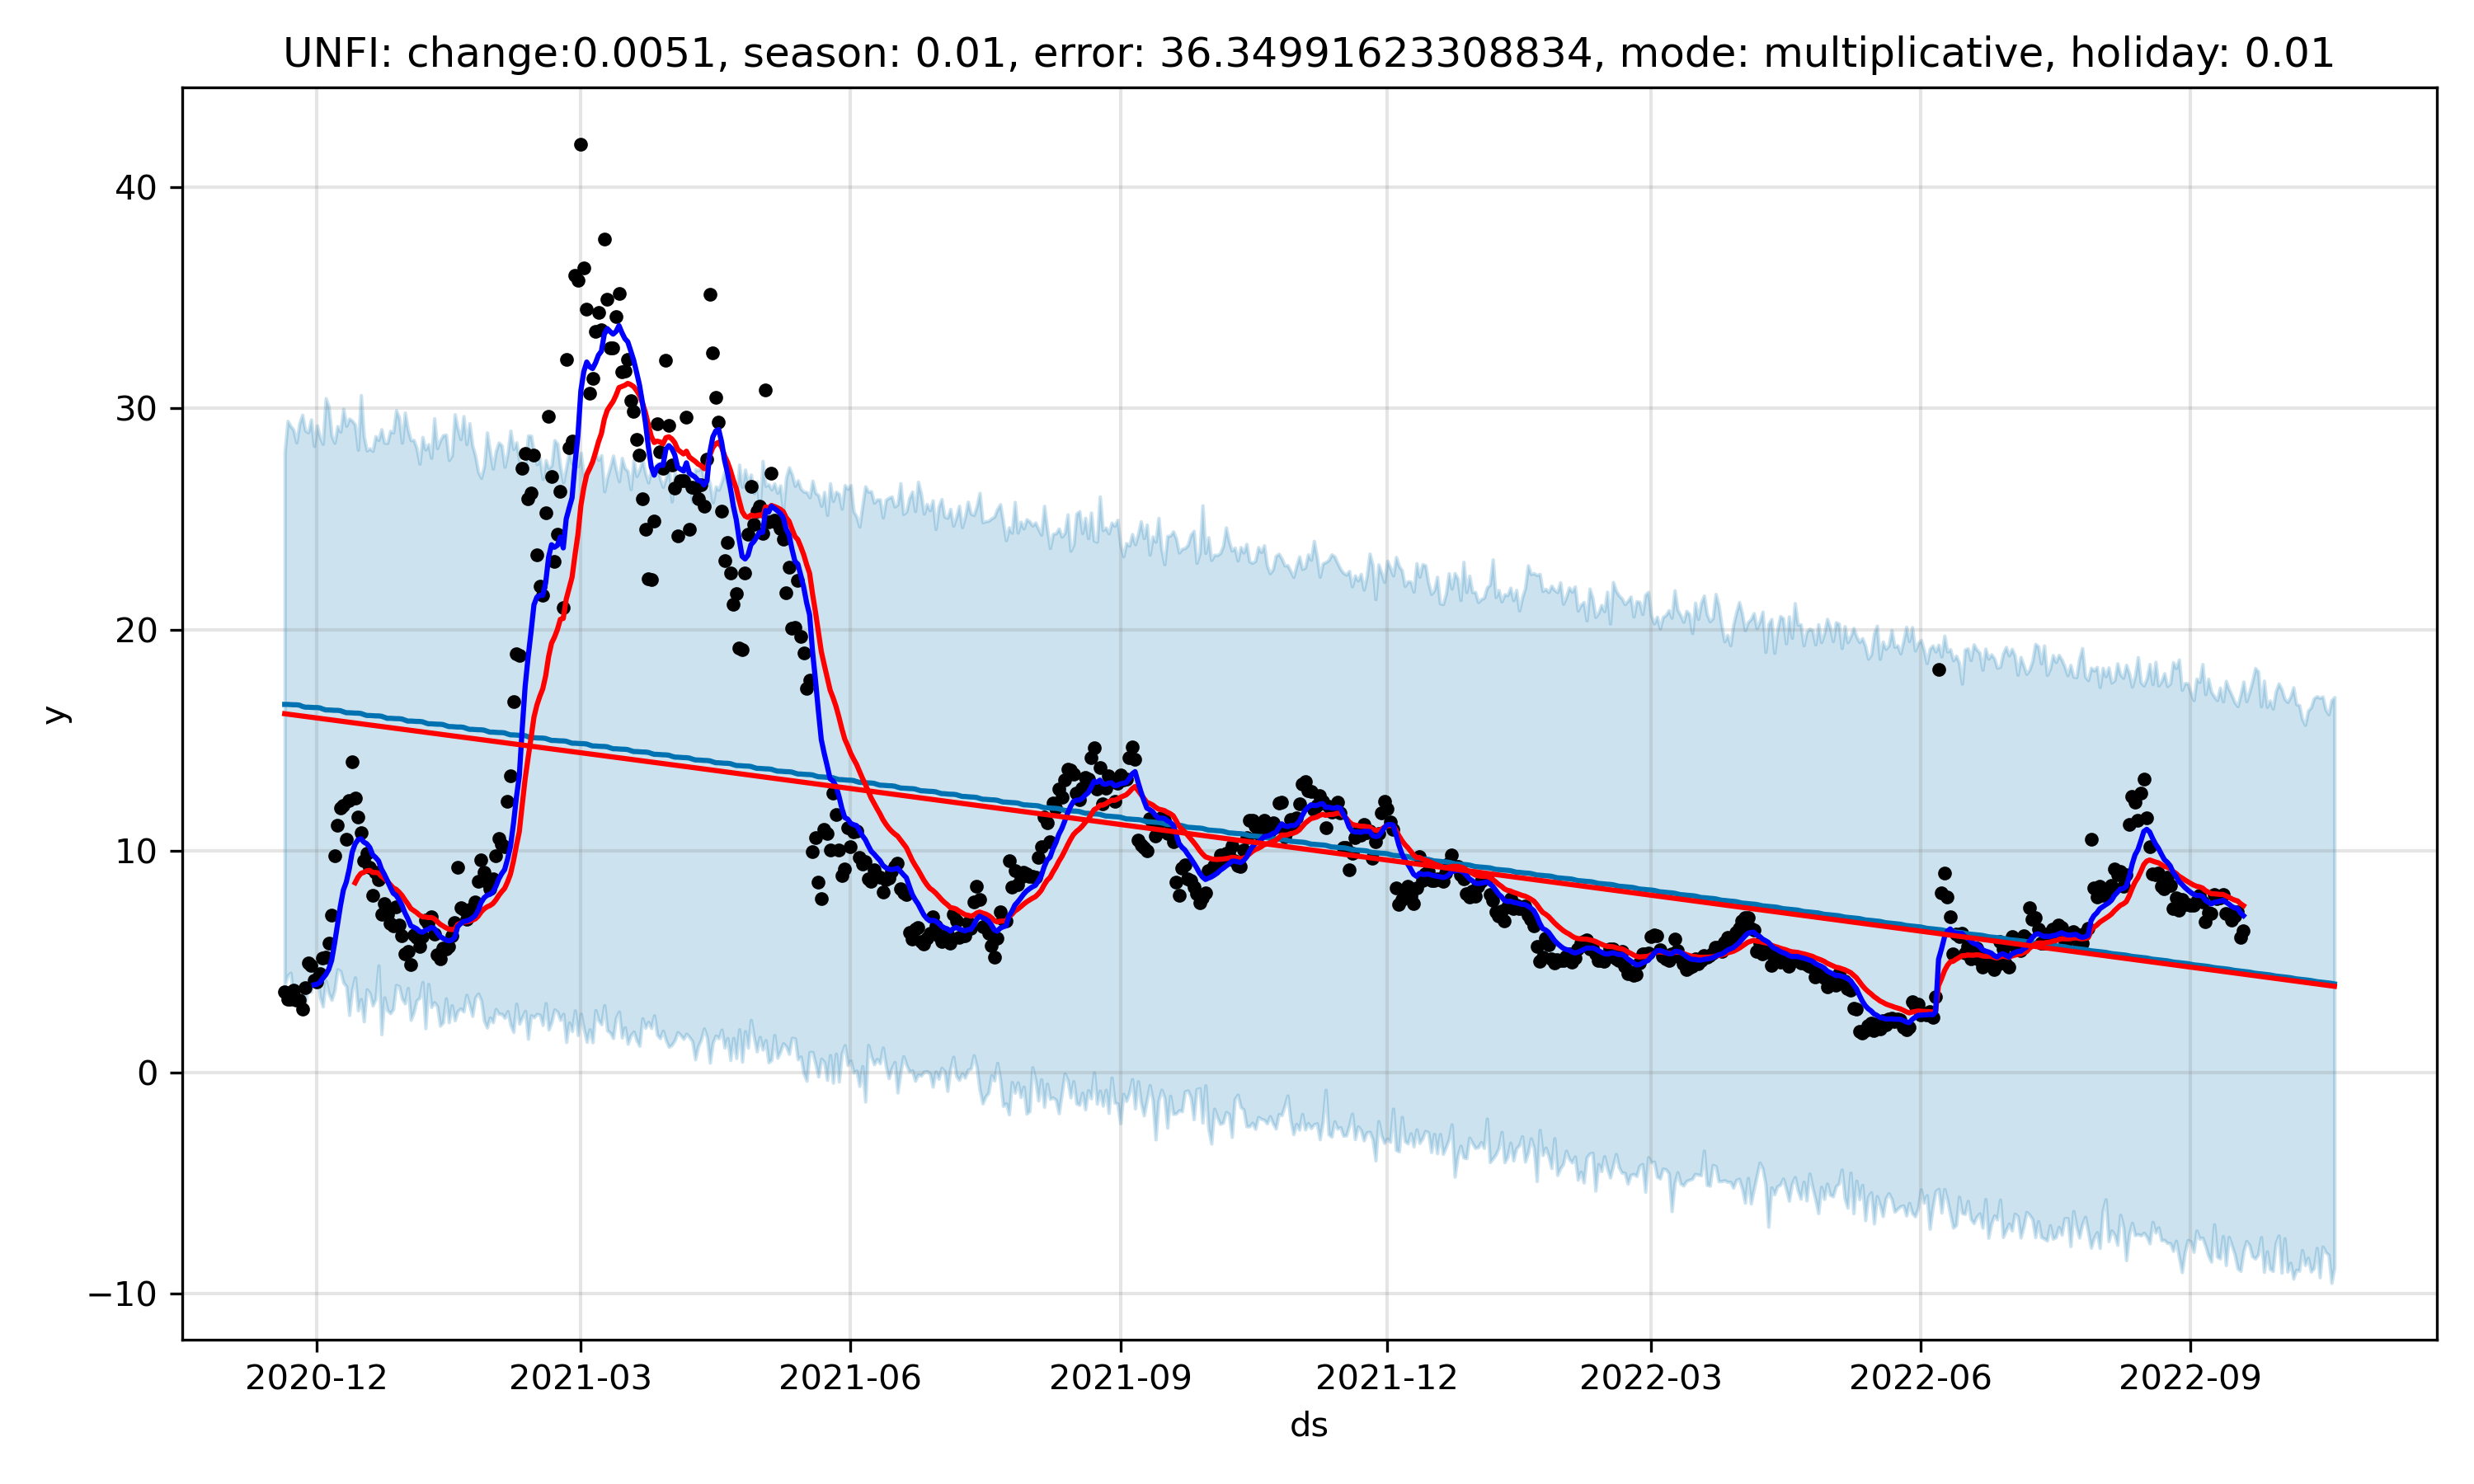 UNFI: change:0.0051, season: 0.01, error: 36.34991623308834, mode: multiplicative, holiday: 0.01
40
30
20
10
0
−10
y
2020-12 2021-03 2021-06 2021-09 2021-12 2022-03 2022-06 2022-09
ds